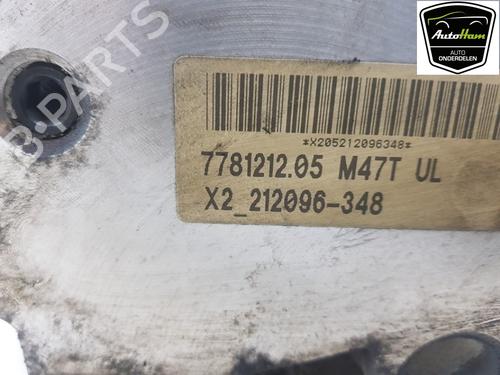 AutoHam
AUTO
ONDERDELEN
B-PARTS
*X205212096348*
7781212.05 M47T UL
X2_212096-348